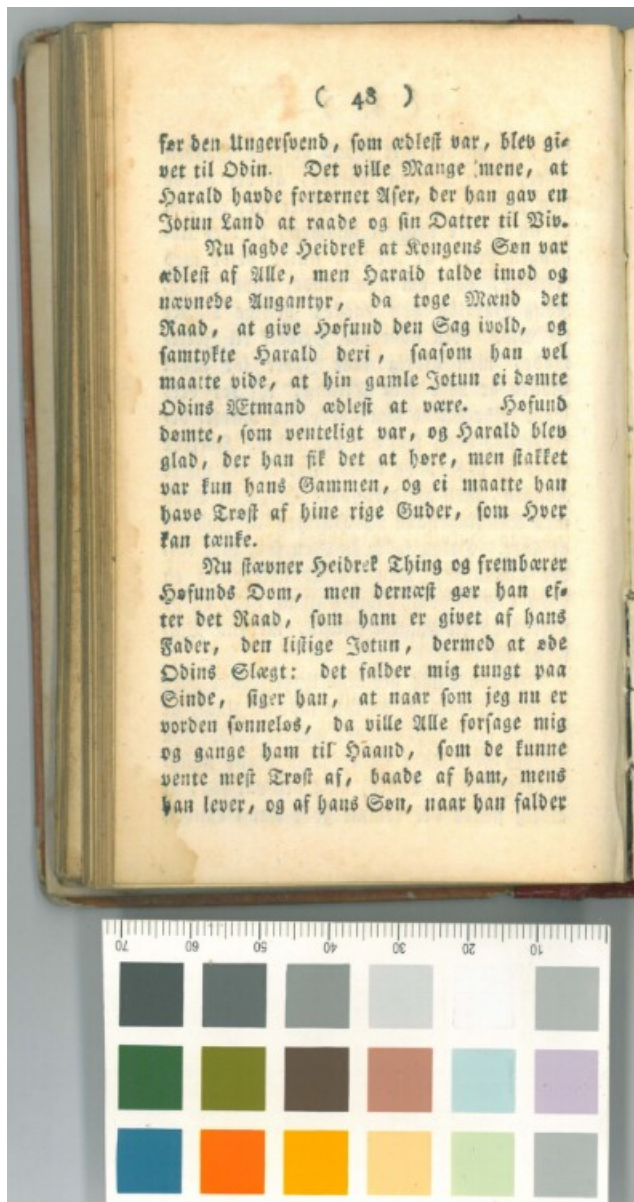 ( 48 )
før den Ungersvend, som ædlest var, blev gi-
vet til Odin. Det ville Mange mene, at
Harald havde fortørnet Aser, der han gav en
Jotun Land at raade og sin Datter til Viv.
Nu sagde Heidrek at Kongens Søn var
ædlest af Alle, men Harald talde imod og
nævnede Angantyr, da toge Mænd det
Raad, at give Høfund den Sag ivold, og
samtykte Harald deri, saasom han vel
maatte vide, at hin gamle Jotun ei dømte
Odins Ætmand ædlest at være. Høfund
dømte, som venteligt var, og Harald blev
glad, der han fik det at høre, men stakket
var kun hans Gammen, og ei maatte han
have Trøst af hine rige Guder, som Hver
kan tænke.
Nu stævner Heidrek Thing og frembærer
Høfunds Dom, men dernæst gør han ef-
ter det Raad, som ham er givet af hans
Fader, den listige Jotun, dermed at øde
Odins Slægt: det falder mig tungt paa
Sinde, siger han, at naar som jeg nu er
vorden sønneløs, da ville Alle forsage mig
og gange ham til Haand, som de kunne
vente mest Trøst af, baade af ham, mens
han lever, og af hans Søn, naar han falder
70 60 50 40 30 20 10